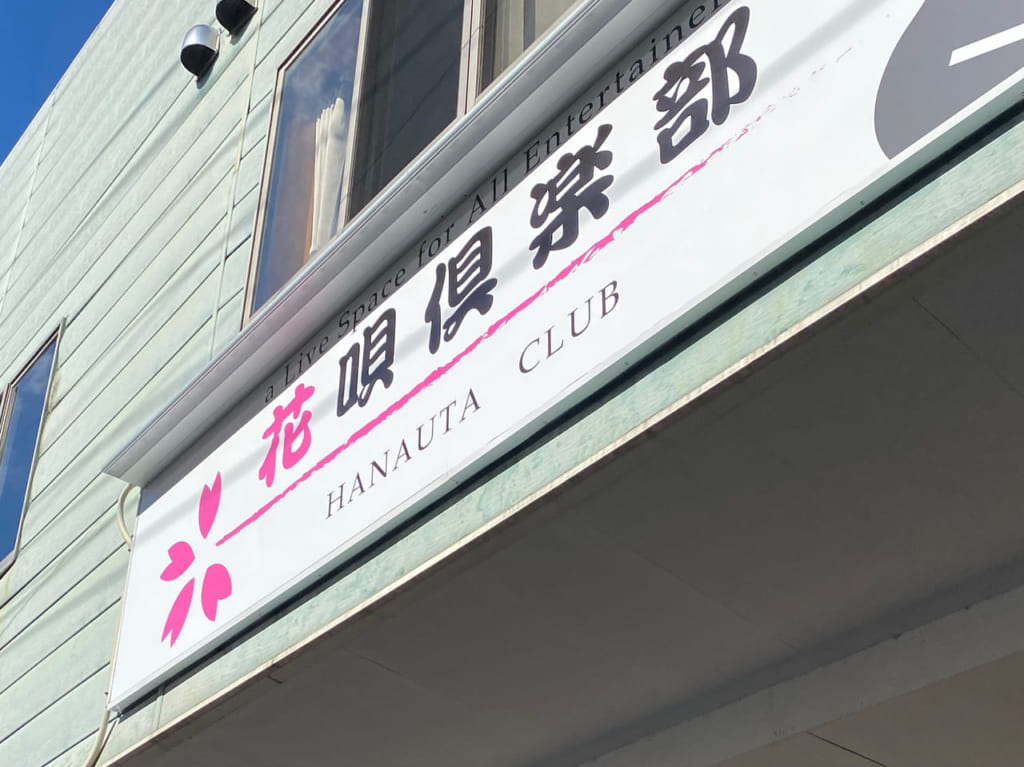 a Live Space for All Entertainer
花唄倶楽部
HANAUTA CLUB